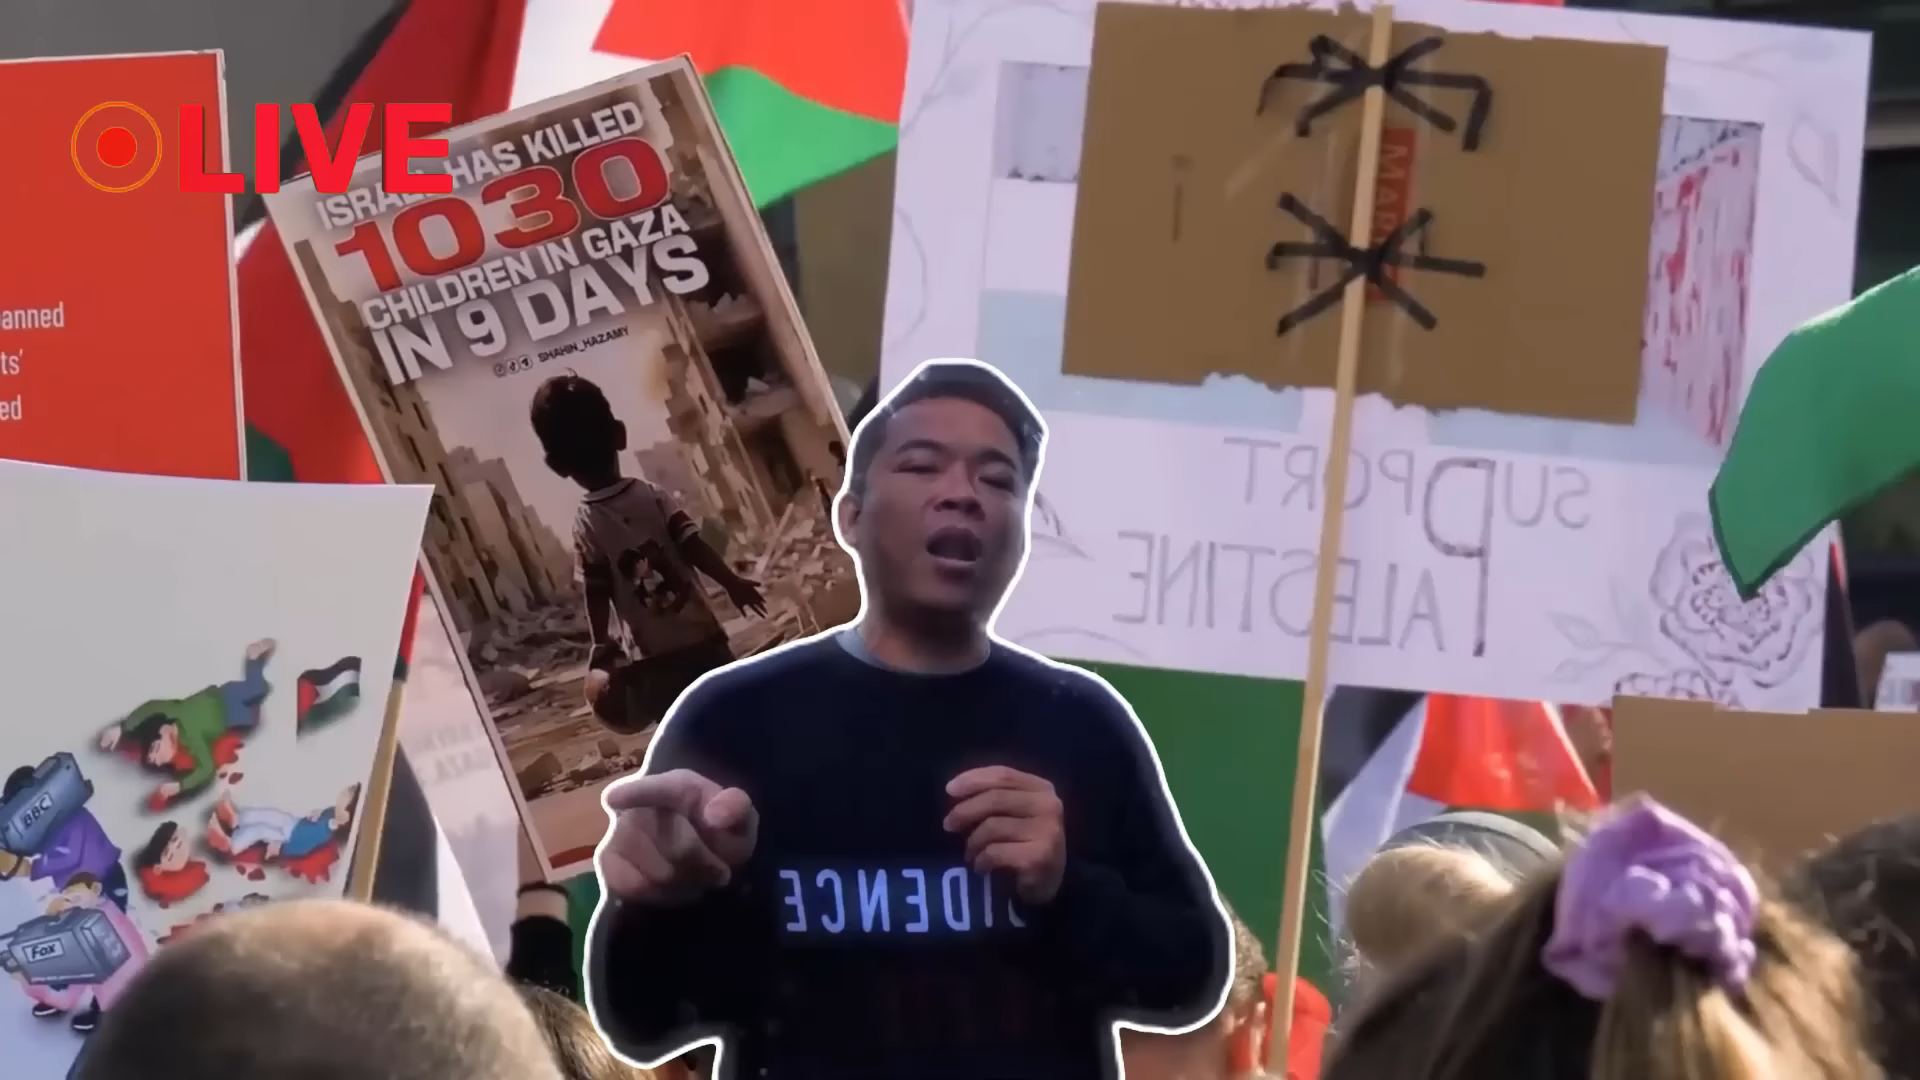 LIVE
ISRAEL HAS KILLED
1030
CHILDREN IN GAZA
IN 9 DAYS
SHAHIN_HAZAMY
anned
ts'
ed
SUPPORT
PALESTINE
BBC
Fox
IDENCE